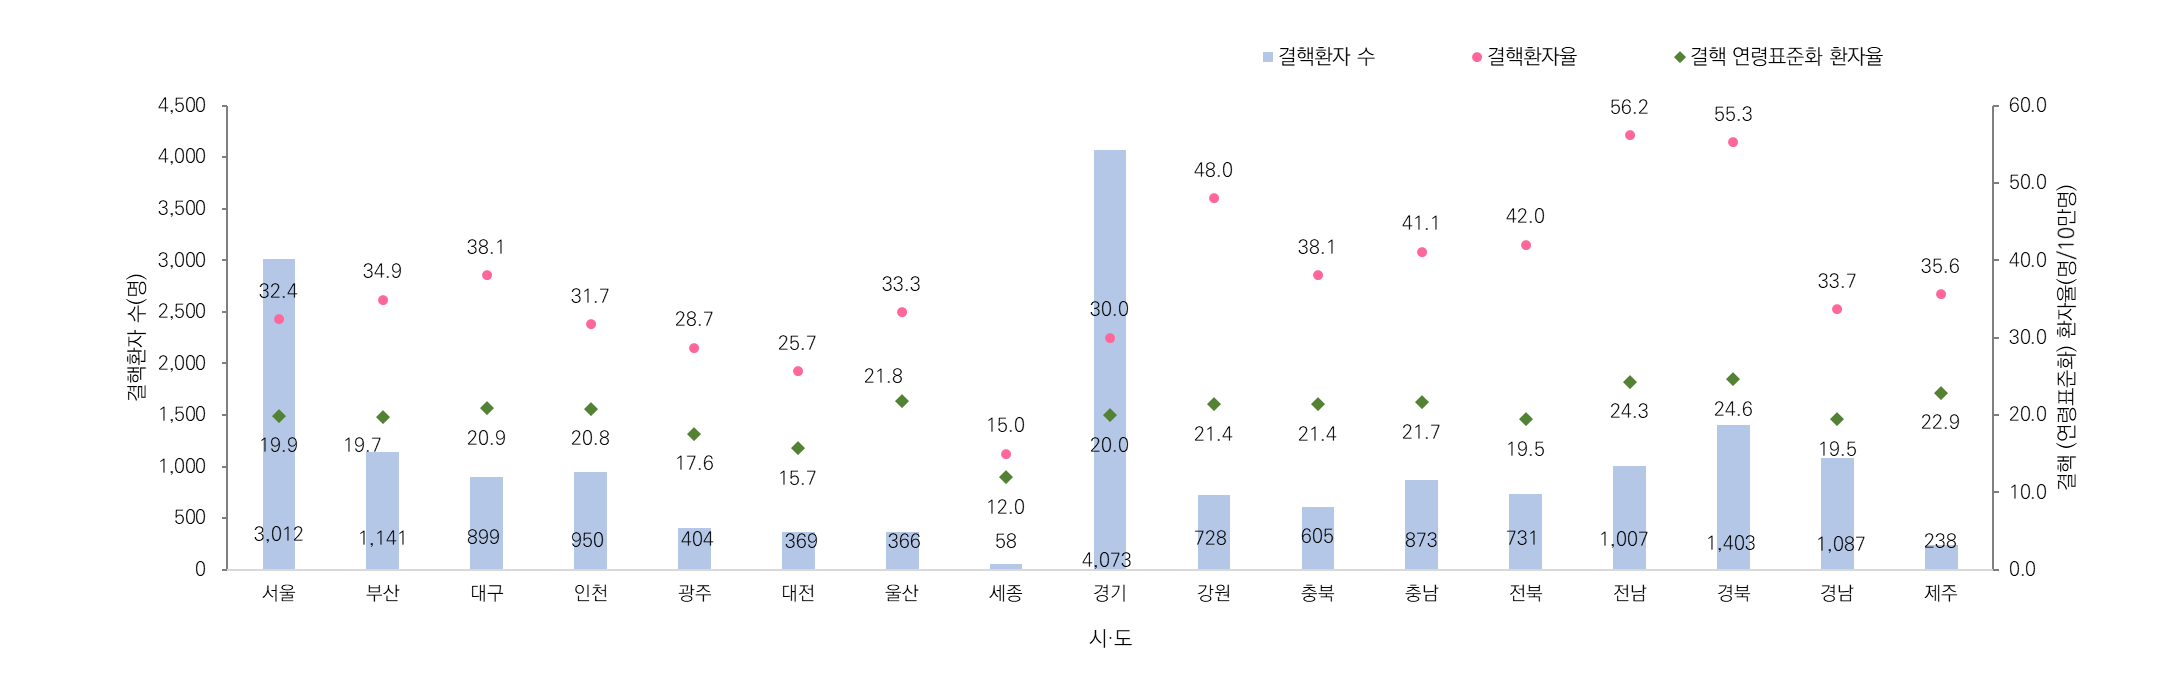 결핵환자 수 결핵환자율 결핵 연령표준화 환자율
4,500
4,000
3,500
3,000
2,500
2,000
1,500
1,000
500
0
결핵환자 수(명)
60.0
50.0
40.0
30.0
20.0
10.0
0.0
결핵 (연령표준화) 환자율(명/10만명)
32.4 34.9 38.1 31.7 28.7 25.7 33.3 15.0 30.0 48.0 38.1 41.1 42.0 56.2 55.3 33.7 35.6
19.9 19.7 20.9 20.8 17.6 15.7 21.8 12.0 20.0 21.4 21.4 21.7 19.5 24.3 24.6 19.5 22.9
3,012 1,141 899 950 404 369 366 58 4,073 728 605 873 731 1,007 1,403 1,087 238
서울 부산 대구 인천 광주 대전 울산 세종 경기 강원 충북 충남 전북 전남 경북 경남 제주
시·도